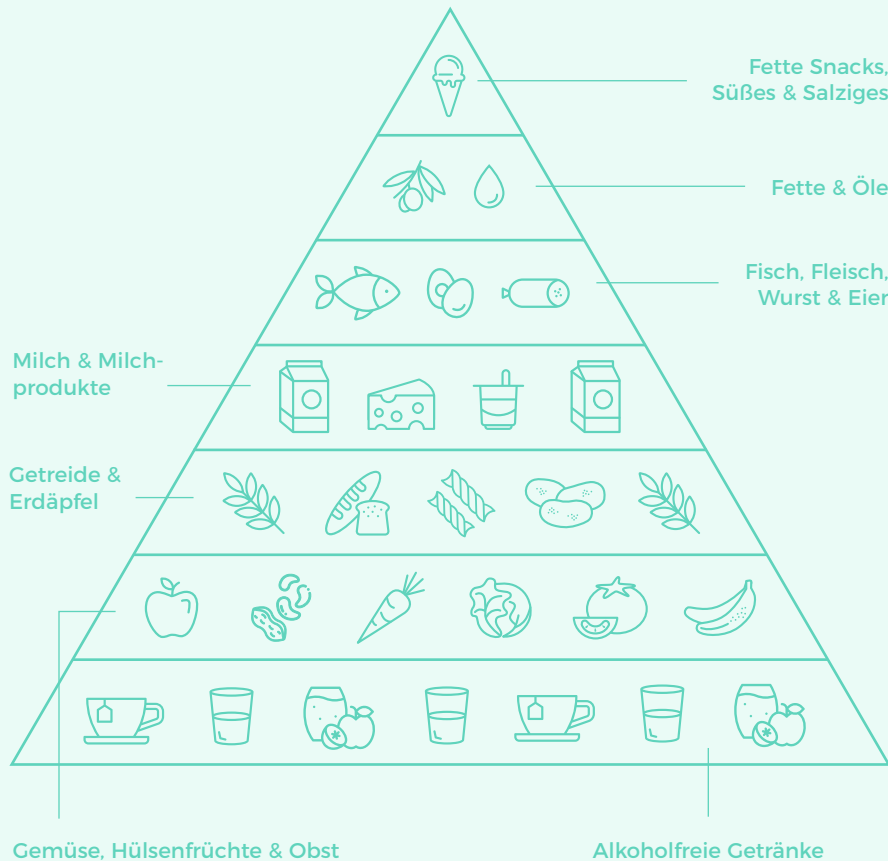 Fette Snacks,
Süßes & Salziges
Fette & Öle
Fisch, Fleisch,
Wurst & Eier
Milch & Milch-
produkte
Getreide &
Erdäpfel
Gemüse, Hülsenfrüchte & Obst
Alkoholfreie Getränke